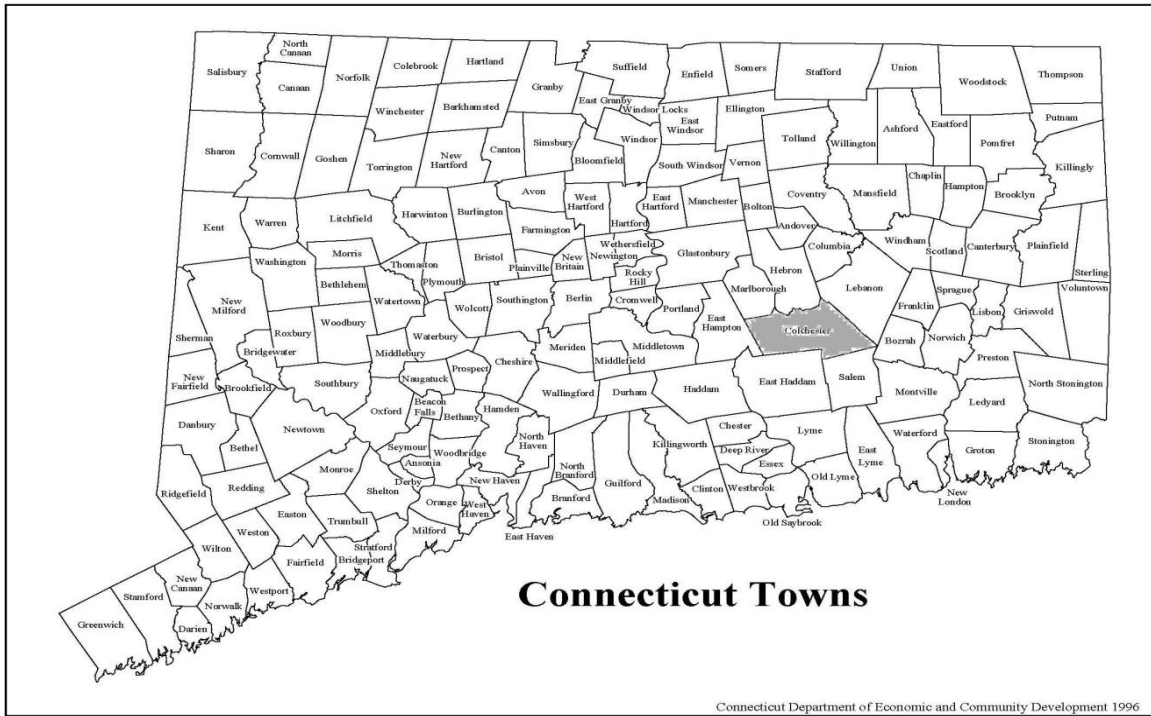 North
Canaan
Salisbury
Canaan
Norfolk
Colebrook
Hartland
Granby
Suffield
Enfield
Somers
Stafford
Union
Woodstock
Thompson
East Granby
Windsor Locks
Winchester
Barkhamsted
East
Windsor
Ellington
Putnam
Sharon
Cornwall
Goshen
Torrington
New
Hartford
Canton
Simsbury
Bloomfield
Windsor
South Windsor
Vernon
Tolland
Willington
Ashford
Eastford
Pomfret
Killingly
Kent
Warren
Litchfield
Harwinton
Burlington
Avon
Farmington
West
Hartford
Hartford
East
Hartford
Manchester
Bolton
Coventry
Andover
Mansfield
Chaplin
Hampton
Brooklyn
Washington
Morris
Bethlehem
Thomaston
Plymouth
Bristol
Plainville
New
Britain
Wethersfield
Newington
Rocky
Hill
Glastonbury
Hebron
Columbia
Windham
Scotland
Canterbury
Plainfield
Sterling
New
Milford
Watertown
Wolcott
Southington
Berlin
Cromwell
Portland
Marlborough
East
Hampton
Lebanon
Franklin
Sprague
Lisbon
Griswold
Voluntown
Sherman
Roxbury
Woodbury
Bridgewater
Middlebury
Waterbury
Cheshire
Meriden
Middlefield
Middletown
Colchester
Bozrah
Norwich
Preston
New
Fairfield
Brookfield
Southbury
Naugatuck
Prospect
Wallingford
Durham
Haddam
East Haddam
Salem
Montville
North Stonington
Ledyard
Danbury
Bethel
Newtown
Oxford
Beacon
Falls
Bethany
Hamden
North
Haven
Killingworth
Chester
Deep River
Essex
Lyme
East
Lyme
Waterford
Groton
Stonington
Seymour
Ansonia
Derby
Woodbridge
New Haven
North
Branford
Branford
Guilford
Madison
Clinton
Westbrook
Old Lyme
New
London
Old Saybrook
Ridgefield
Redding
Monroe
Shelton
Orange
West
Haven
East Haven
Milford
Easton
Trumbull
Stratford
Bridgeport
Wilton
Weston
Fairfield
New
Canaan
Norwalk
Westport
Stamford
Darien
Greenwich
Connecticut Towns
Connecticut Department of Economic and Community Development 1996